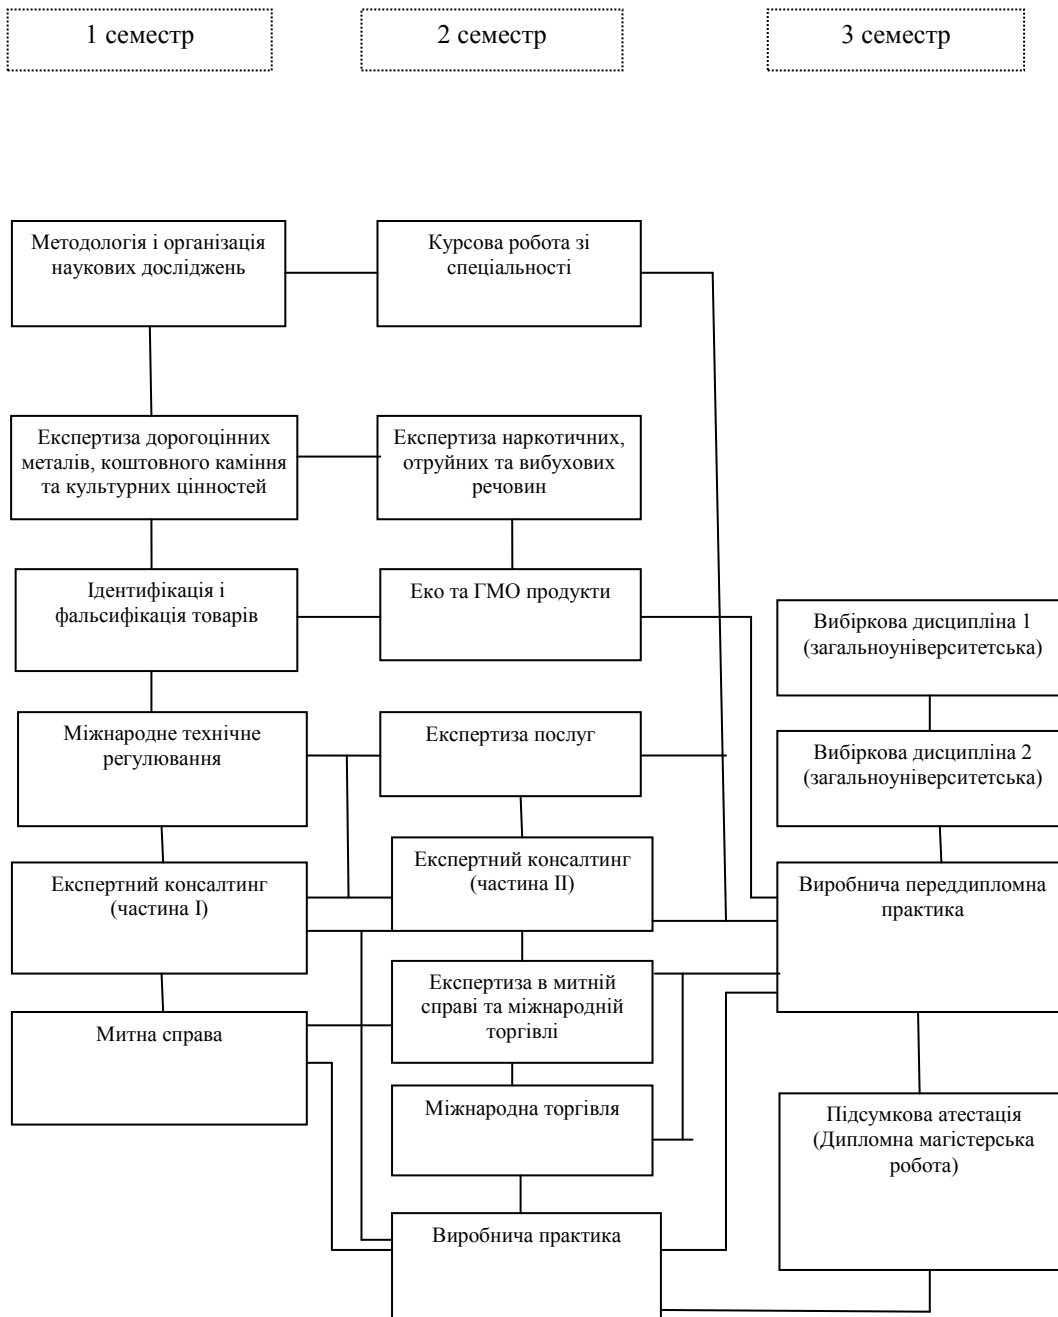 1 семестр
2 семестр
3 семестр
Методологія і організація
наукових досліджень
Курсова робота зі
спеціальності
Експертиза дорогоцінних
металів, коштовного каміння
та культурних цінностей
Експертиза наркотичних,
отруйних та вибухових
речовин
Ідентифікація і
фальсифікація товарів
Еко та ГМО продукти
Вибіркова дисципліна 1
(загальноуніверситетська)
Міжнародне технічне
регулювання
Експертиза послуг
Вибіркова дисципліна 2
(загальноуніверситетська)
Експертний консалтинг
(частина І)
Експертний консалтинг
(частина ІІ)
Виробнича переддипломна
практика
Митна справа
Експертиза в митній
справі та міжнародній
торгівлі
Міжнародна торгівля
Підсумкова атестація
(Дипломна магістерська
робота)
Виробнича практика